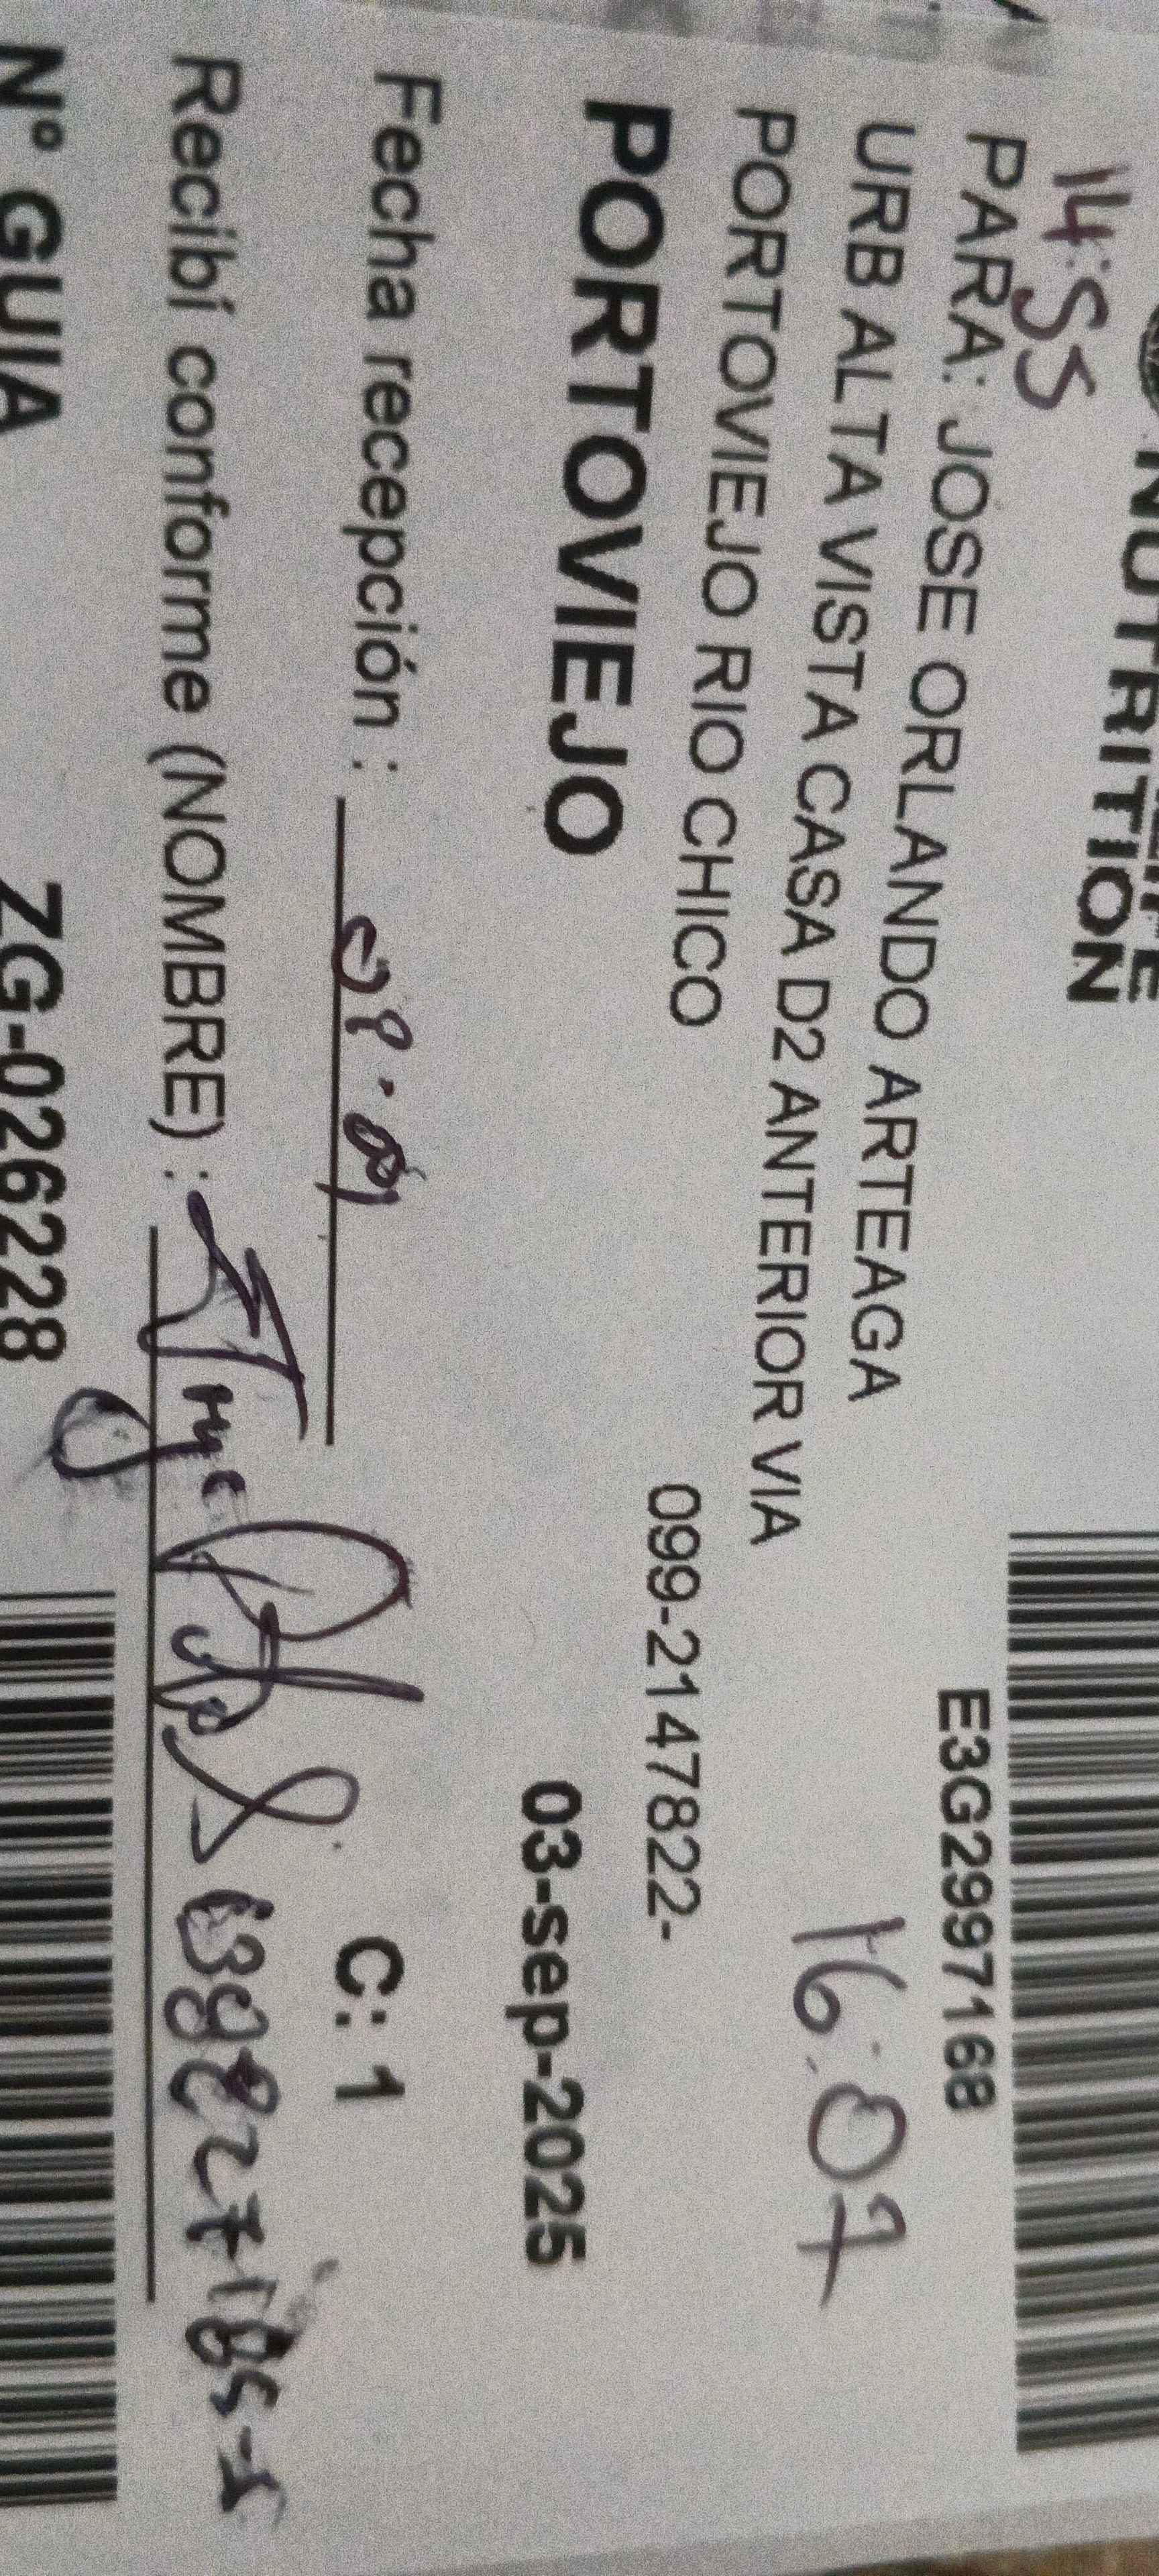 NUTRITION
14:55
E3G2997168
PARA: JOSE ORLANDO ARTEAGA
URB ALTA VISTA CASA D2 ANTERIOR VIA
16:07
PORTOVIEJO RIO CHICO
099-2147822-
PORTOVIEJO
03-sep-2025
Fecha recepción :
C: 1
Recibí conforme (NOMBRE) :
N° GUIA ZG-026228